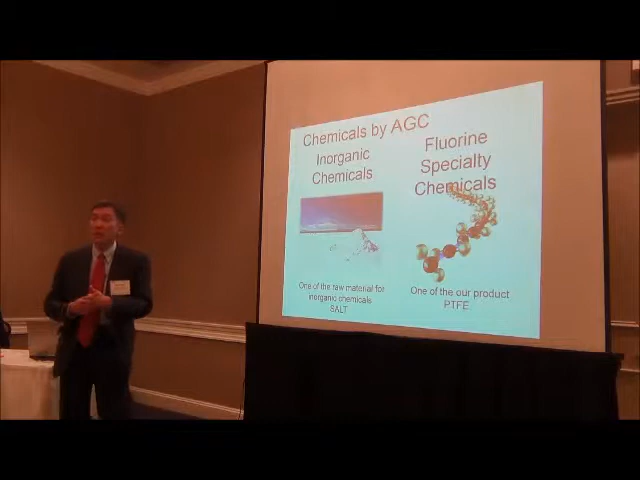 Chemicals by AGC
Inorganic
Chemicals
Fluorine
Specialty
Chemicals
One of the raw material for
inorganic chemicals
SALT
One of the our product
PTFE